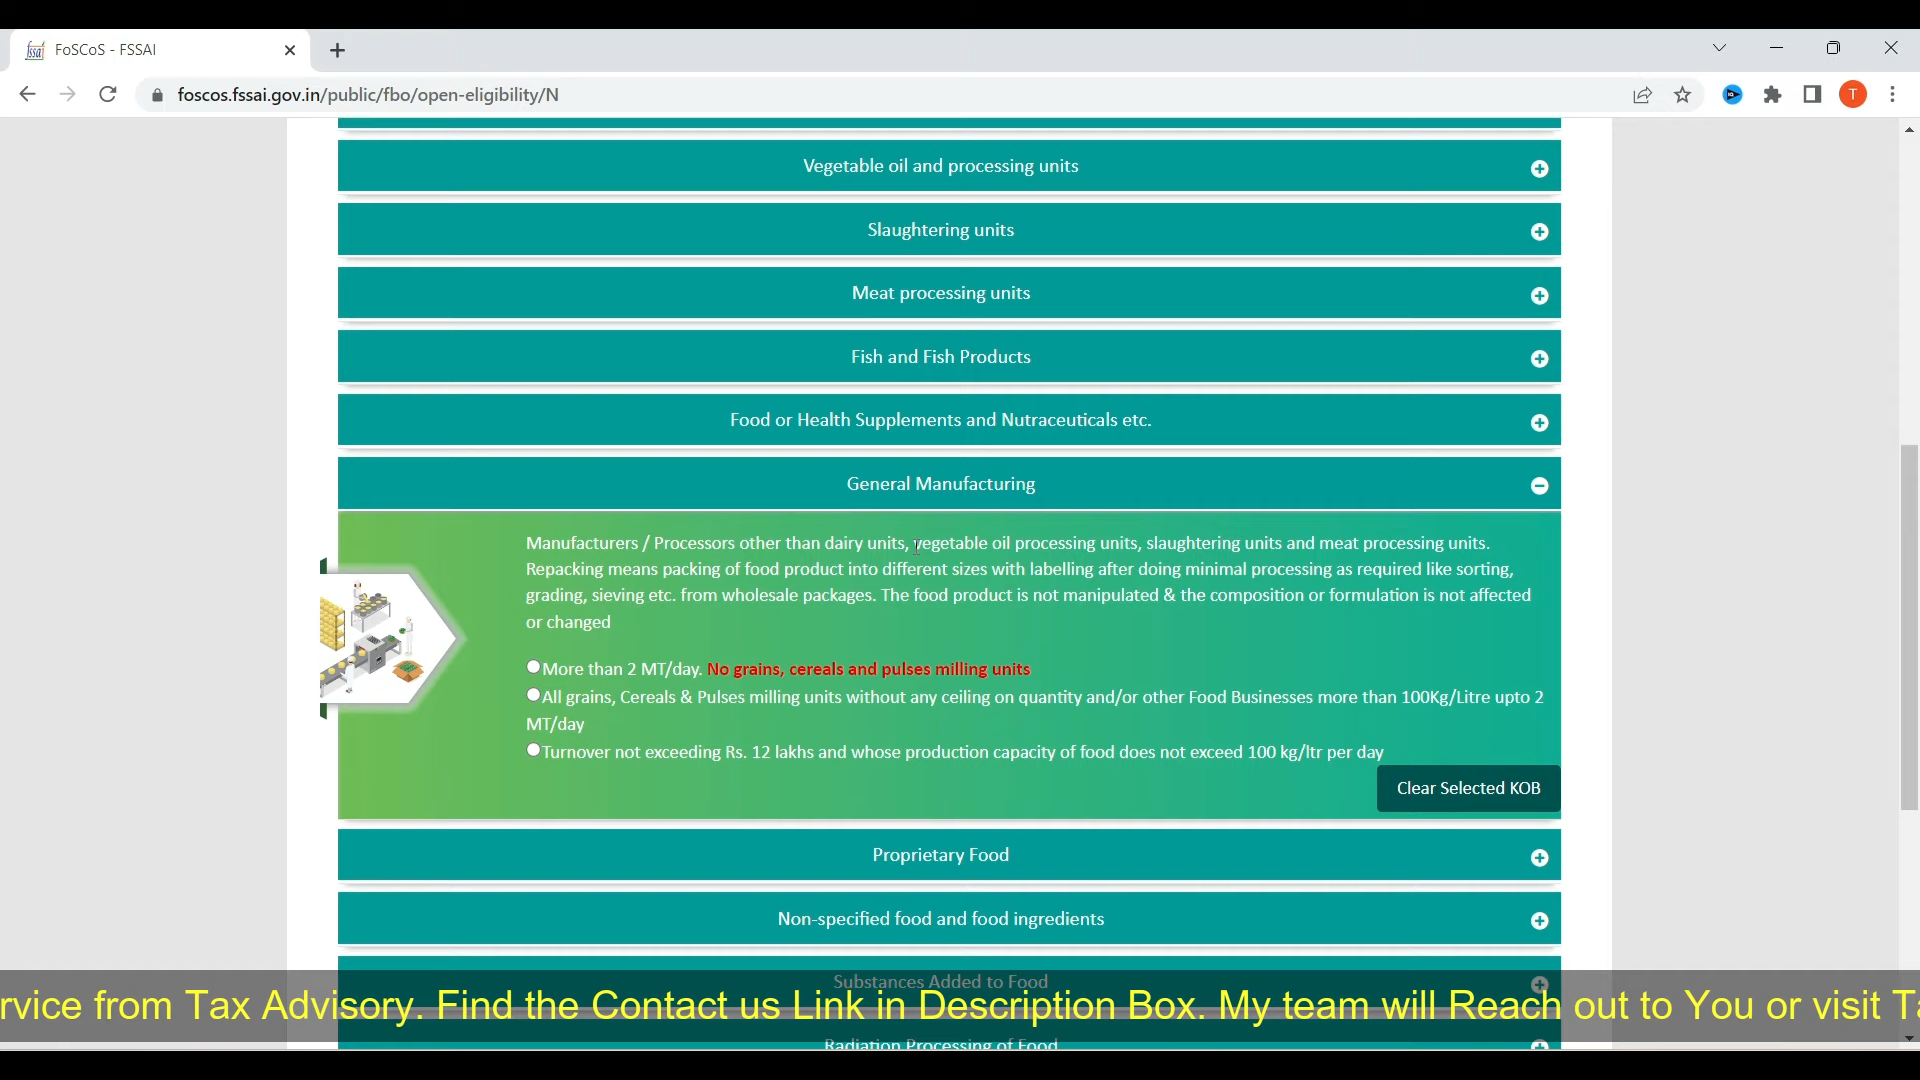 FoSCoS - FSSAI
foscos.fssai.gov.in/public/fbo/open-eligibility/N
T
Vegetable oil and processing units
Slaughtering units
Meat processing units
Fish and Fish Products
Food or Health Supplements and Nutraceuticals etc.
General Manufacturing
Manufacturers / Processors other than dairy units, vegetable oil processing units, slaughtering units and meat processing units.
Repacking means packing of food product into different sizes with labelling after doing minimal processing as required like sorting,
grading, sieving etc. from wholesale packages. The food product is not manipulated & the composition or formulation is not affected
or changed
More than 2 MT/day. No grains, cereals and pulses milling units
All grains, Cereals & Pulses milling units without any ceiling on quantity and/or other Food Businesses more than 100Kg/Litre upto 2
MT/day
Turnover not exceeding Rs. 12 lakhs and whose production capacity of food does not exceed 100 kg/ltr per day
Clear Selected KOB
Proprietary Food
Non-specified food and food ingredients
Substances Added to Food
rvice from Tax Advisory. Find the Contact us Link in Description Box. My team will Reach out to You or visit Ta
Radiation Processing of Food